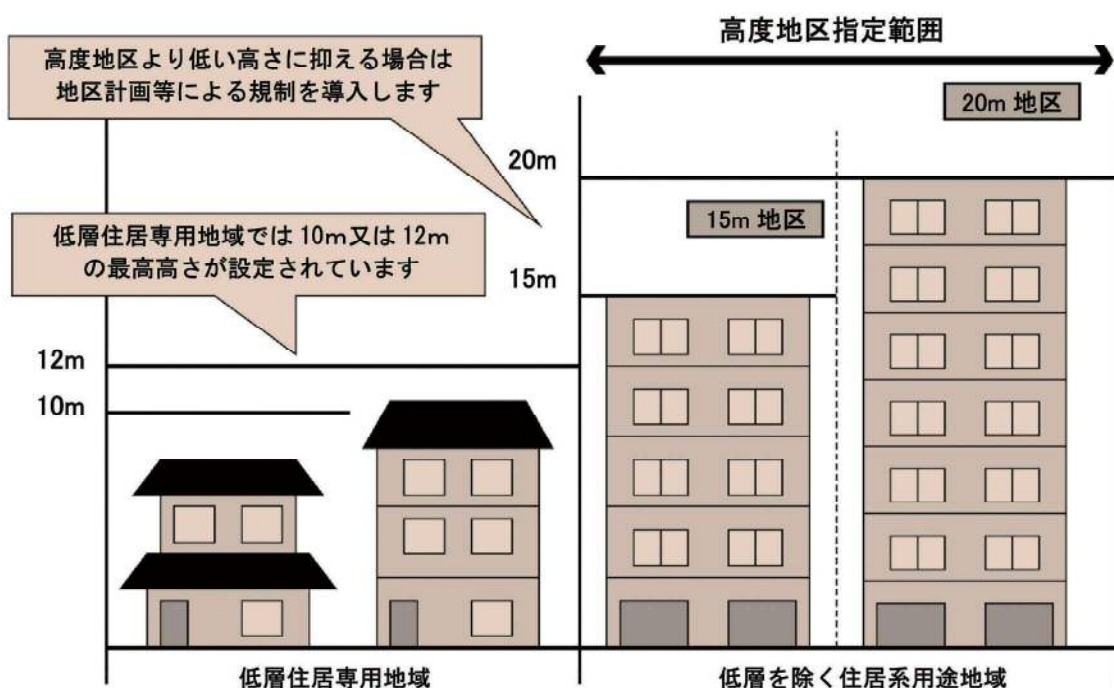 高度地区指定範囲
高度地区より低い高さに抑える場合は
地区計画等による規制を導入します
20m 地区
20m
15m 地区
低層住居専用地域では 10m又は 12m
の最高高さが設定されています
15m
12m
10m
低層住居専用地域
低層を除く住居系用途地域